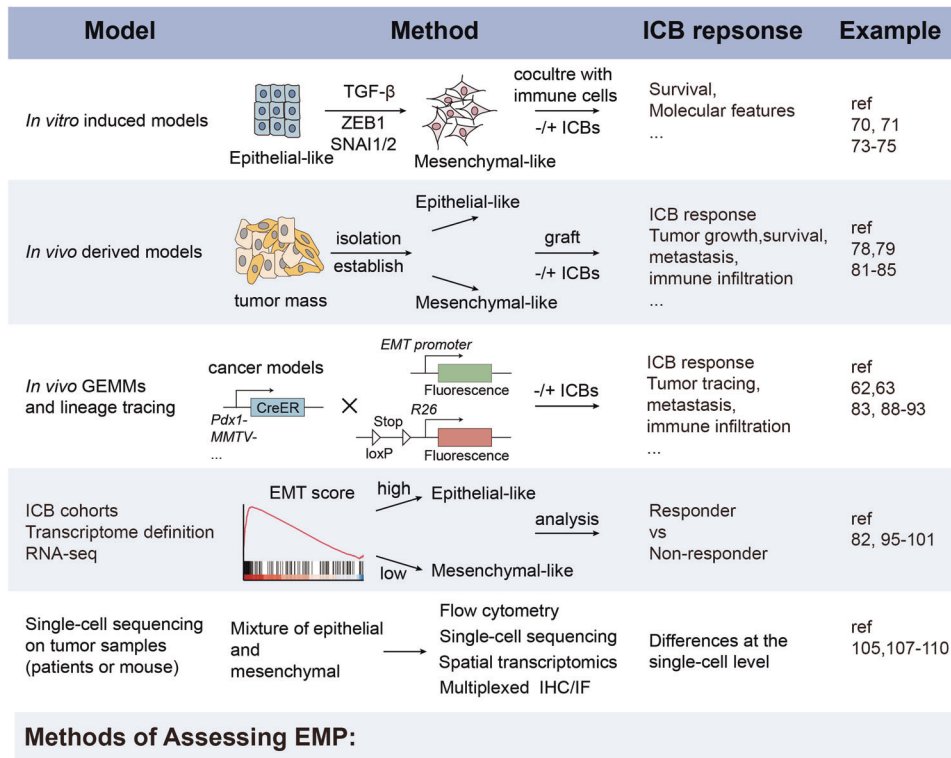 Model Method ICB repsonse Example
In vitro induced models
Epithelial-like
TGF-β
ZEB1
SNAI1/2
Mesenchymal-like
cocultre with
immune cells
-/+ ICBs
Survival,
Molecular features
...
ref
70, 71
73-75
In vivo derived models
tumor mass
isolation
establish
Epithelial-like
Mesenchymal-like
graft
-/+ ICBs
ICB response
Tumor growth,survival,
metastasis,
immune infiltration
...
ref
78,79
81-85
In vivo GEMMs
and lineage tracing
cancer models
CreER
Pdx1-
MMTV-
...
EMT promoter
Fluorescence
Stop
R26
loxP
Fluorescence
-/+ ICBs
ICB response
Tumor tracing,
metastasis,
immune infiltration
...
ref
62,63
83, 88-93
ICB cohorts
Transcriptome definition
RNA-seq
EMT score
high
Epithelial-like
low
Mesenchymal-like
analysis
Responder
vs
Non-responder
ref
82, 95-101
Single-cell sequencing
on tumor samples
(patients or mouse)
Mixture of epithelial
and
mesenchymal
Flow cytometry
Single-cell sequencing
Spatial transcriptomics
Multiplexed IHC/IF
Differences at the
single-cell level
ref
105,107-110
Methods of Assessing EMP: